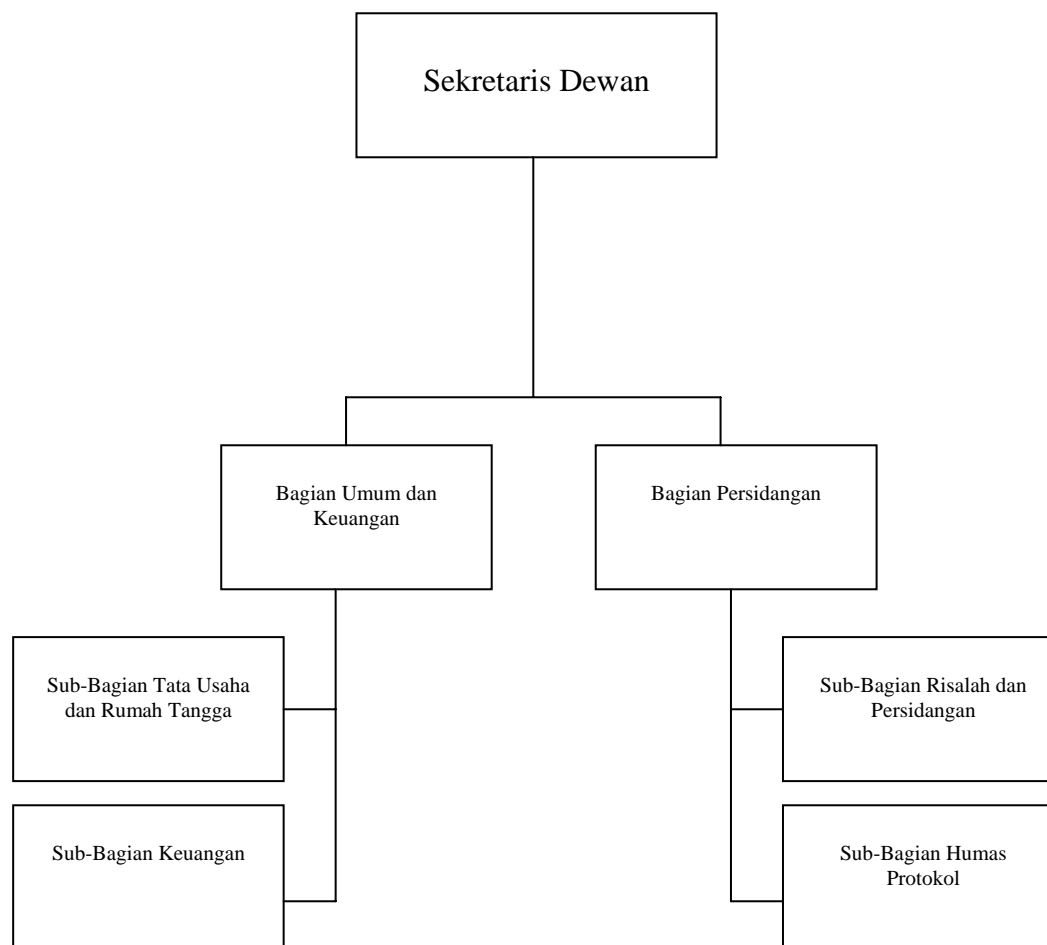 Sekretaris Dewan
Bagian Umum dan
Keuangan
Bagian Persidangan
Sub-Bagian Tata Usaha
dan Rumah Tangga
Sub-Bagian Risalah dan
Persidangan
Sub-Bagian Keuangan
Sub-Bagian Humas
Protokol